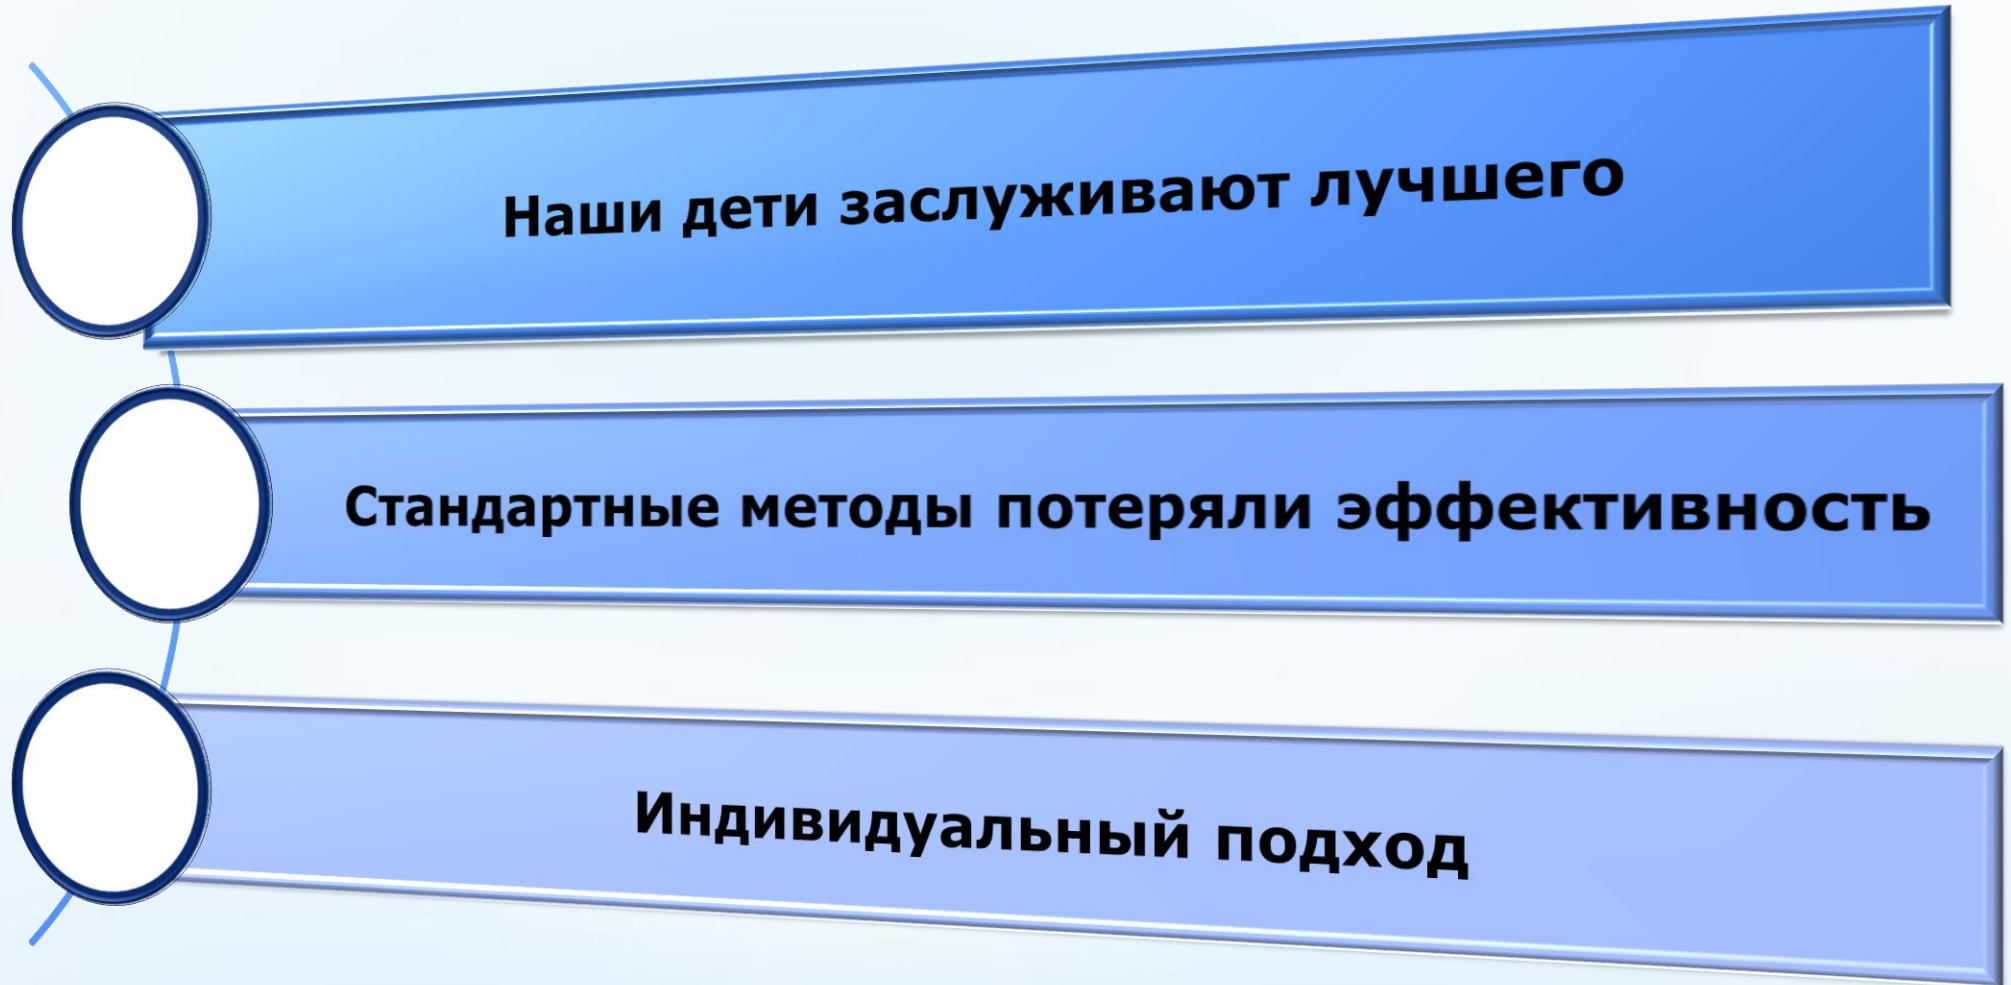 Наши дети заслуживают лучшего
Стандартные методы потеряли эффективность
Индивидуальный подход